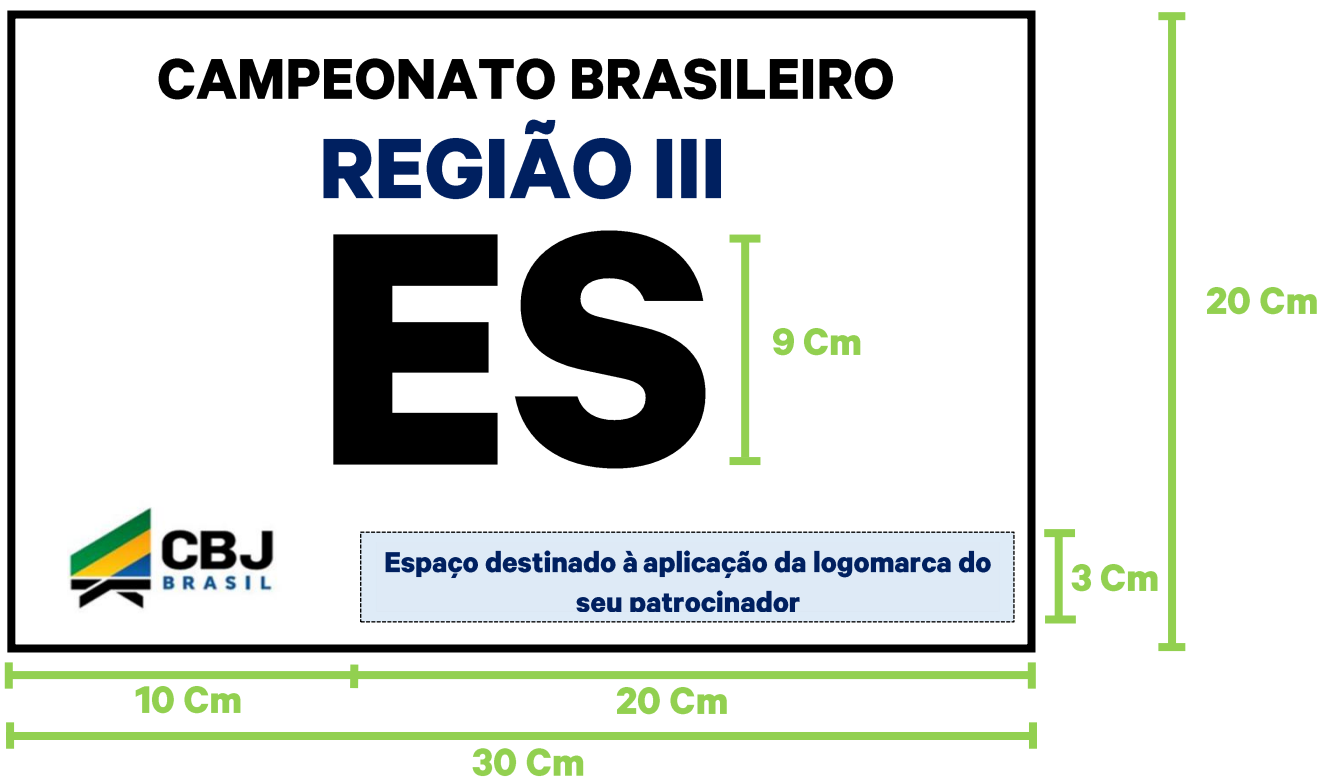 CAMPEONATO BRASILEIRO
REGIÃO III
ES
9 Cm
20 Cm
CBJ
BRASIL
Espaço destinado à aplicação da logomarca do
seu patrocinador
3 Cm
10 Cm
20 Cm
30 Cm